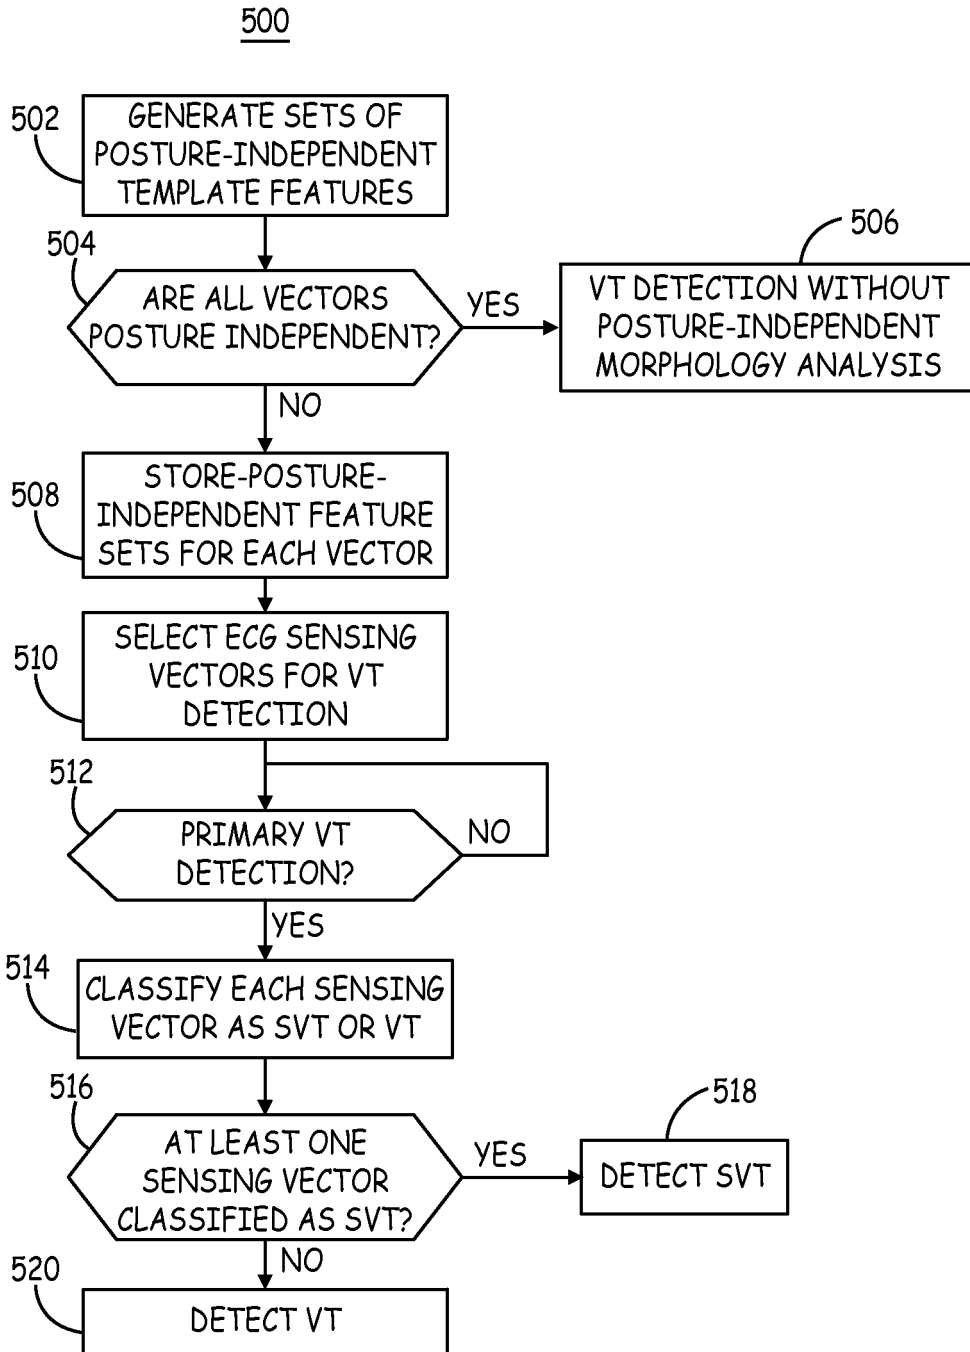 500
502
GENERATE SETS OF
POSTURE-INDEPENDENT
TEMPLATE FEATURES
504
ARE ALL VECTORS
POSTURE INDEPENDENT?
YES
506
VT DETECTION WITHOUT
POSTURE-INDEPENDENT
MORPHOLOGY ANALYSIS
NO
508
STORE-POSTURE-
INDEPENDENT FEATURE
SETS FOR EACH VECTOR
510
SELECT ECG SENSING
VECTORS FOR VT
DETECTION
512
PRIMARY VT
DETECTION?
NO
YES
514
CLASSIFY EACH SENSING
VECTOR AS SVT OR VT
516
AT LEAST ONE
SENSING VECTOR
CLASSIFIED AS SVT?
YES
518
DETECT SVT
NO
520
DETECT VT